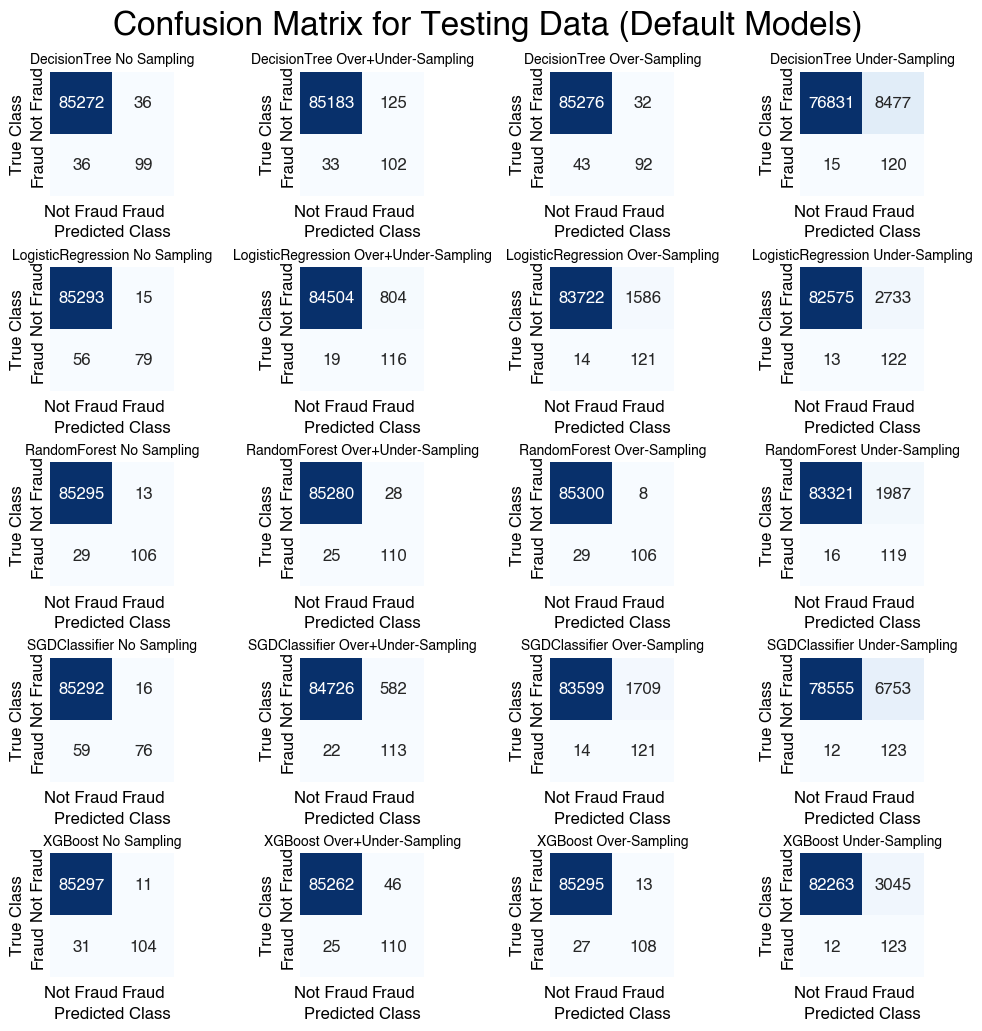 Confusion Matrix for Testing Data (Default Models)
DecisionTree No Sampling
True Class
Fraud Not Fraud
85272 36
36 99
Not Fraud Fraud
Predicted Class
DecisionTree Over+Under-Sampling
True Class
Fraud Not Fraud
85183 125
33 102
Not Fraud Fraud
Predicted Class
DecisionTree Over-Sampling
True Class
Fraud Not Fraud
85276 32
43 92
Not Fraud Fraud
Predicted Class
DecisionTree Under-Sampling
True Class
Fraud Not Fraud
76831 8477
15 120
Not Fraud Fraud
Predicted Class
LogisticRegression No Sampling
True Class
Fraud Not Fraud
85293 15
56 79
Not Fraud Fraud
Predicted Class
LogisticRegression Over+Under-Sampling
True Class
Fraud Not Fraud
84504 804
19 116
Not Fraud Fraud
Predicted Class
LogisticRegression Over-Sampling
True Class
Fraud Not Fraud
83722 1586
14 121
Not Fraud Fraud
Predicted Class
LogisticRegression Under-Sampling
True Class
Fraud Not Fraud
82575 2733
13 122
Not Fraud Fraud
Predicted Class
RandomForest No Sampling
True Class
Fraud Not Fraud
85295 13
29 106
Not Fraud Fraud
Predicted Class
RandomForest Over+Under-Sampling
True Class
Fraud Not Fraud
85280 28
25 110
Not Fraud Fraud
Predicted Class
RandomForest Over-Sampling
True Class
Fraud Not Fraud
85300 8
29 106
Not Fraud Fraud
Predicted Class
RandomForest Under-Sampling
True Class
Fraud Not Fraud
83321 1987
16 119
Not Fraud Fraud
Predicted Class
SGDClassifier No Sampling
True Class
Fraud Not Fraud
85292 16
59 76
Not Fraud Fraud
Predicted Class
SGDClassifier Over+Under-Sampling
True Class
Fraud Not Fraud
84726 582
22 113
Not Fraud Fraud
Predicted Class
SGDClassifier Over-Sampling
True Class
Fraud Not Fraud
83599 1709
14 121
Not Fraud Fraud
Predicted Class
SGDClassifier Under-Sampling
True Class
Fraud Not Fraud
78555 6753
12 123
Not Fraud Fraud
Predicted Class
XGBoost No Sampling
True Class
Fraud Not Fraud
85297 11
31 104
Not Fraud Fraud
Predicted Class
XGBoost Over+Under-Sampling
True Class
Fraud Not Fraud
85262 46
25 110
Not Fraud Fraud
Predicted Class
XGBoost Over-Sampling
True Class
Fraud Not Fraud
85295 13
27 108
Not Fraud Fraud
Predicted Class
XGBoost Under-Sampling
True Class
Fraud Not Fraud
82263 3045
12 123
Not Fraud Fraud
Predicted Class